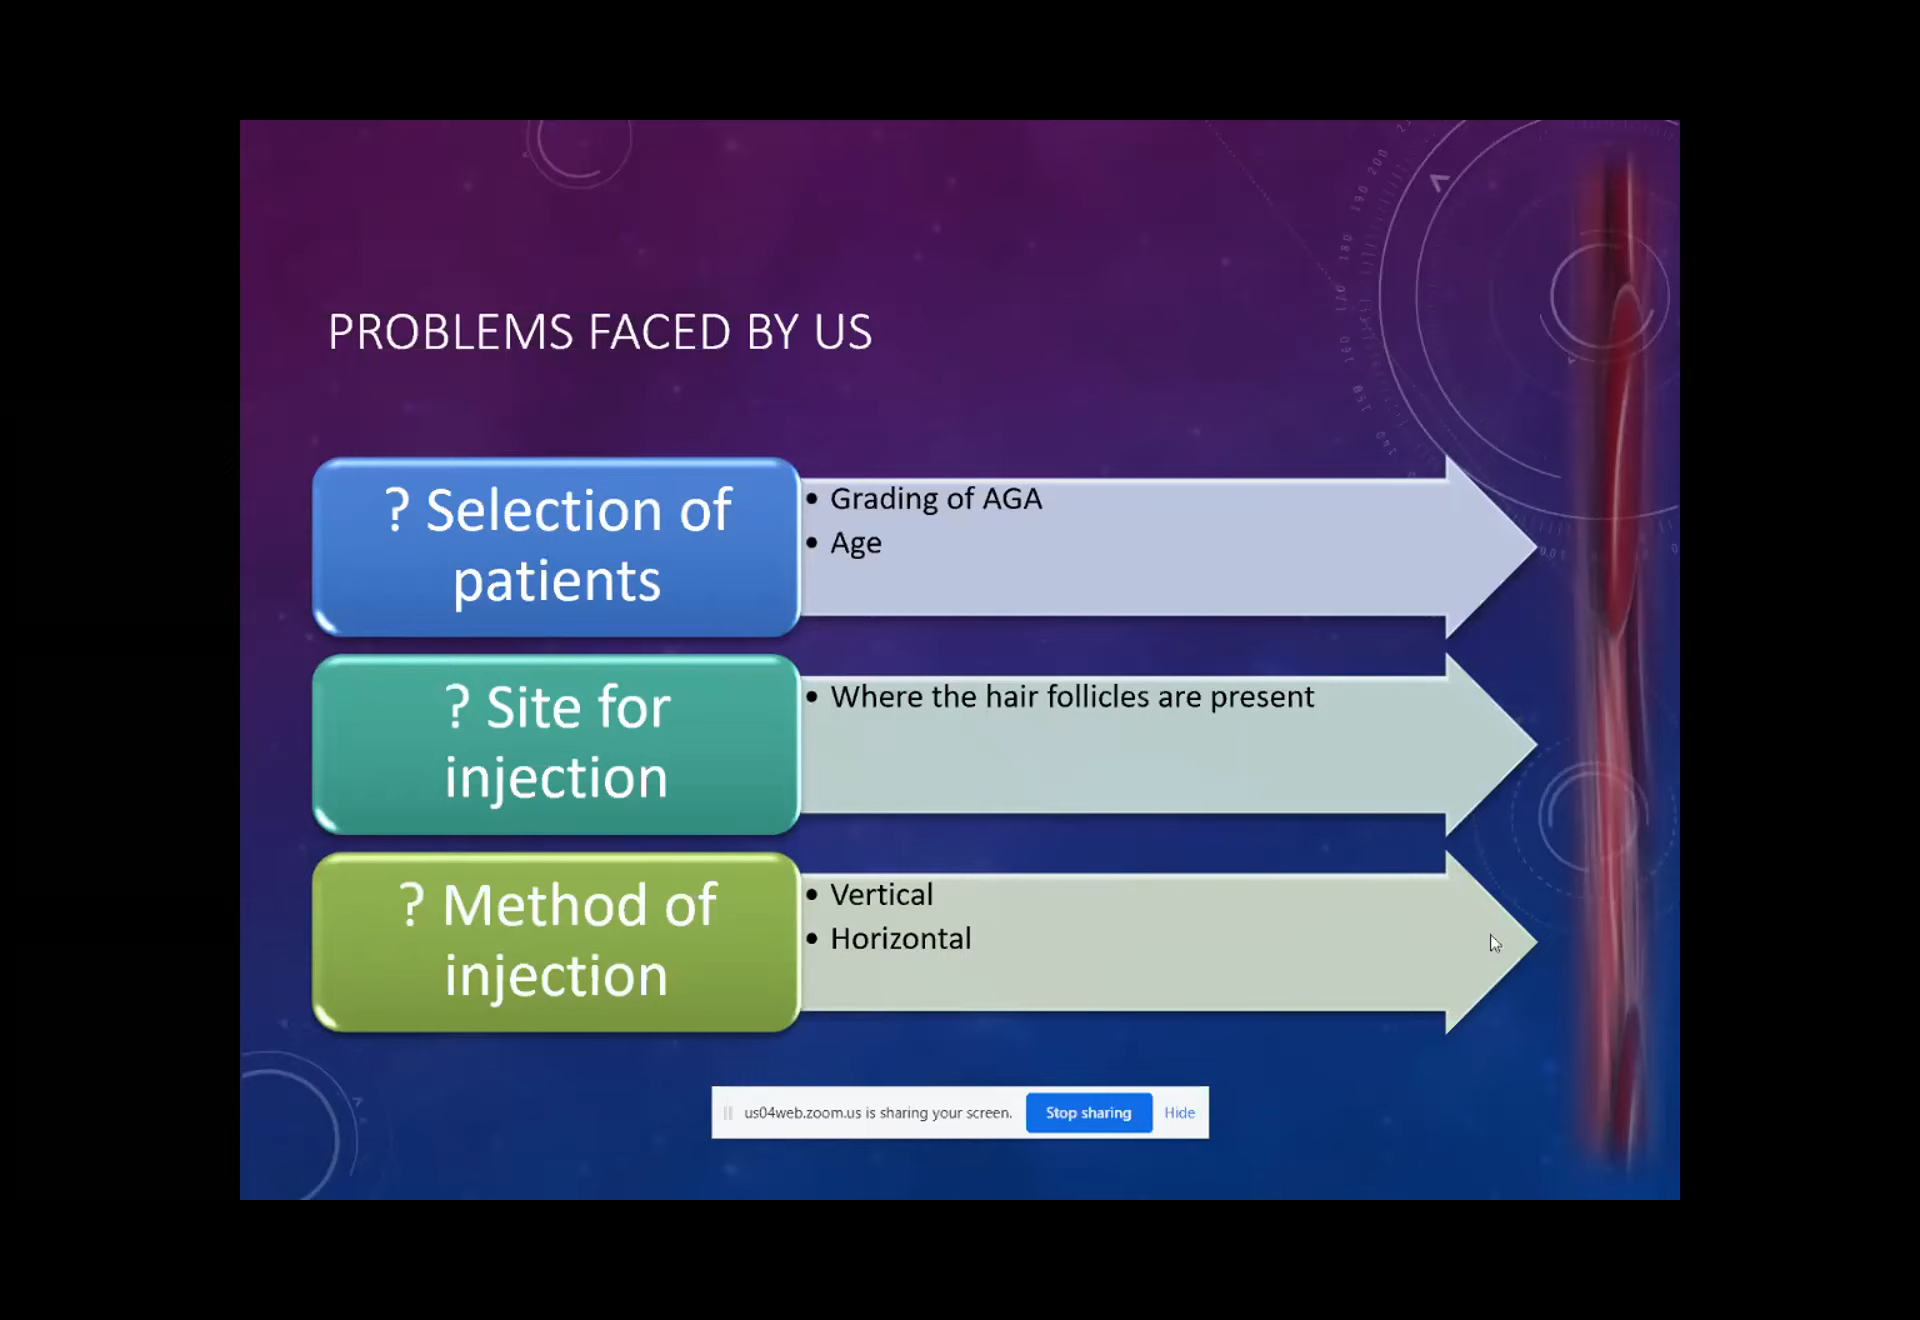 PROBLEMS FACED BY US
? Selection of
patients
• Grading of AGA
• Age
? Site for
injection
• Where the hair follicles are present
? Method of
injection
• Vertical
• Horizontal
us04web.zoom.us is sharing your screen. Stop sharing Hide